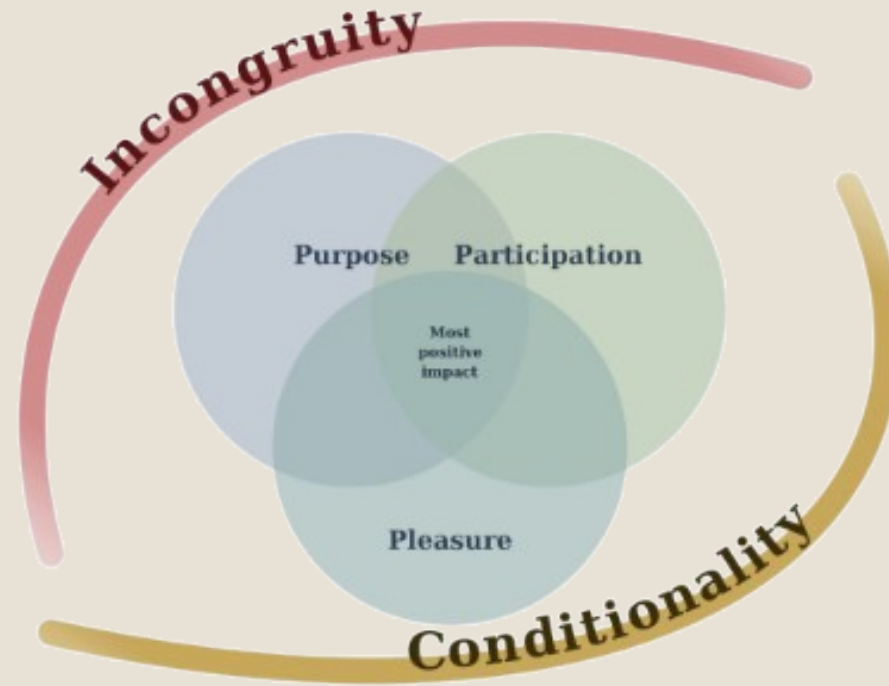 Incongruity
Purpose
Participation
Most
positive
impact
Pleasure
Conditionality